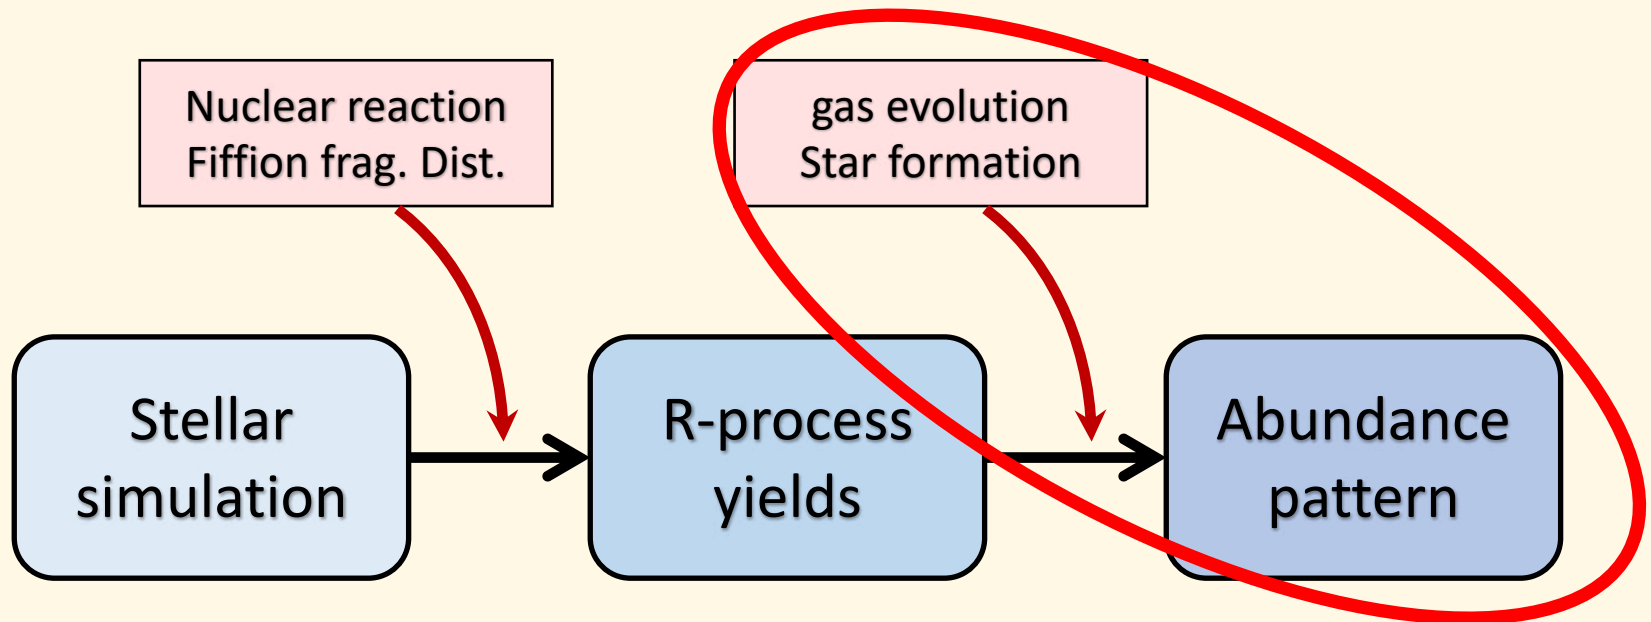 Nuclear reaction
Fiffion frag. Dist.
gas evolution
Star formation
Stellar
simulation
R-process
yields
Abundance
pattern